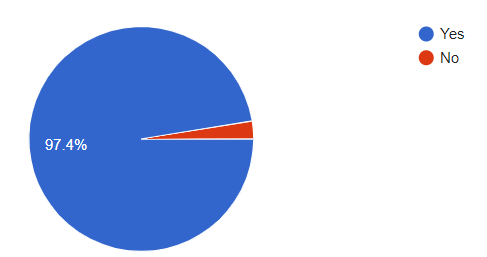 Yes
No
97.4%